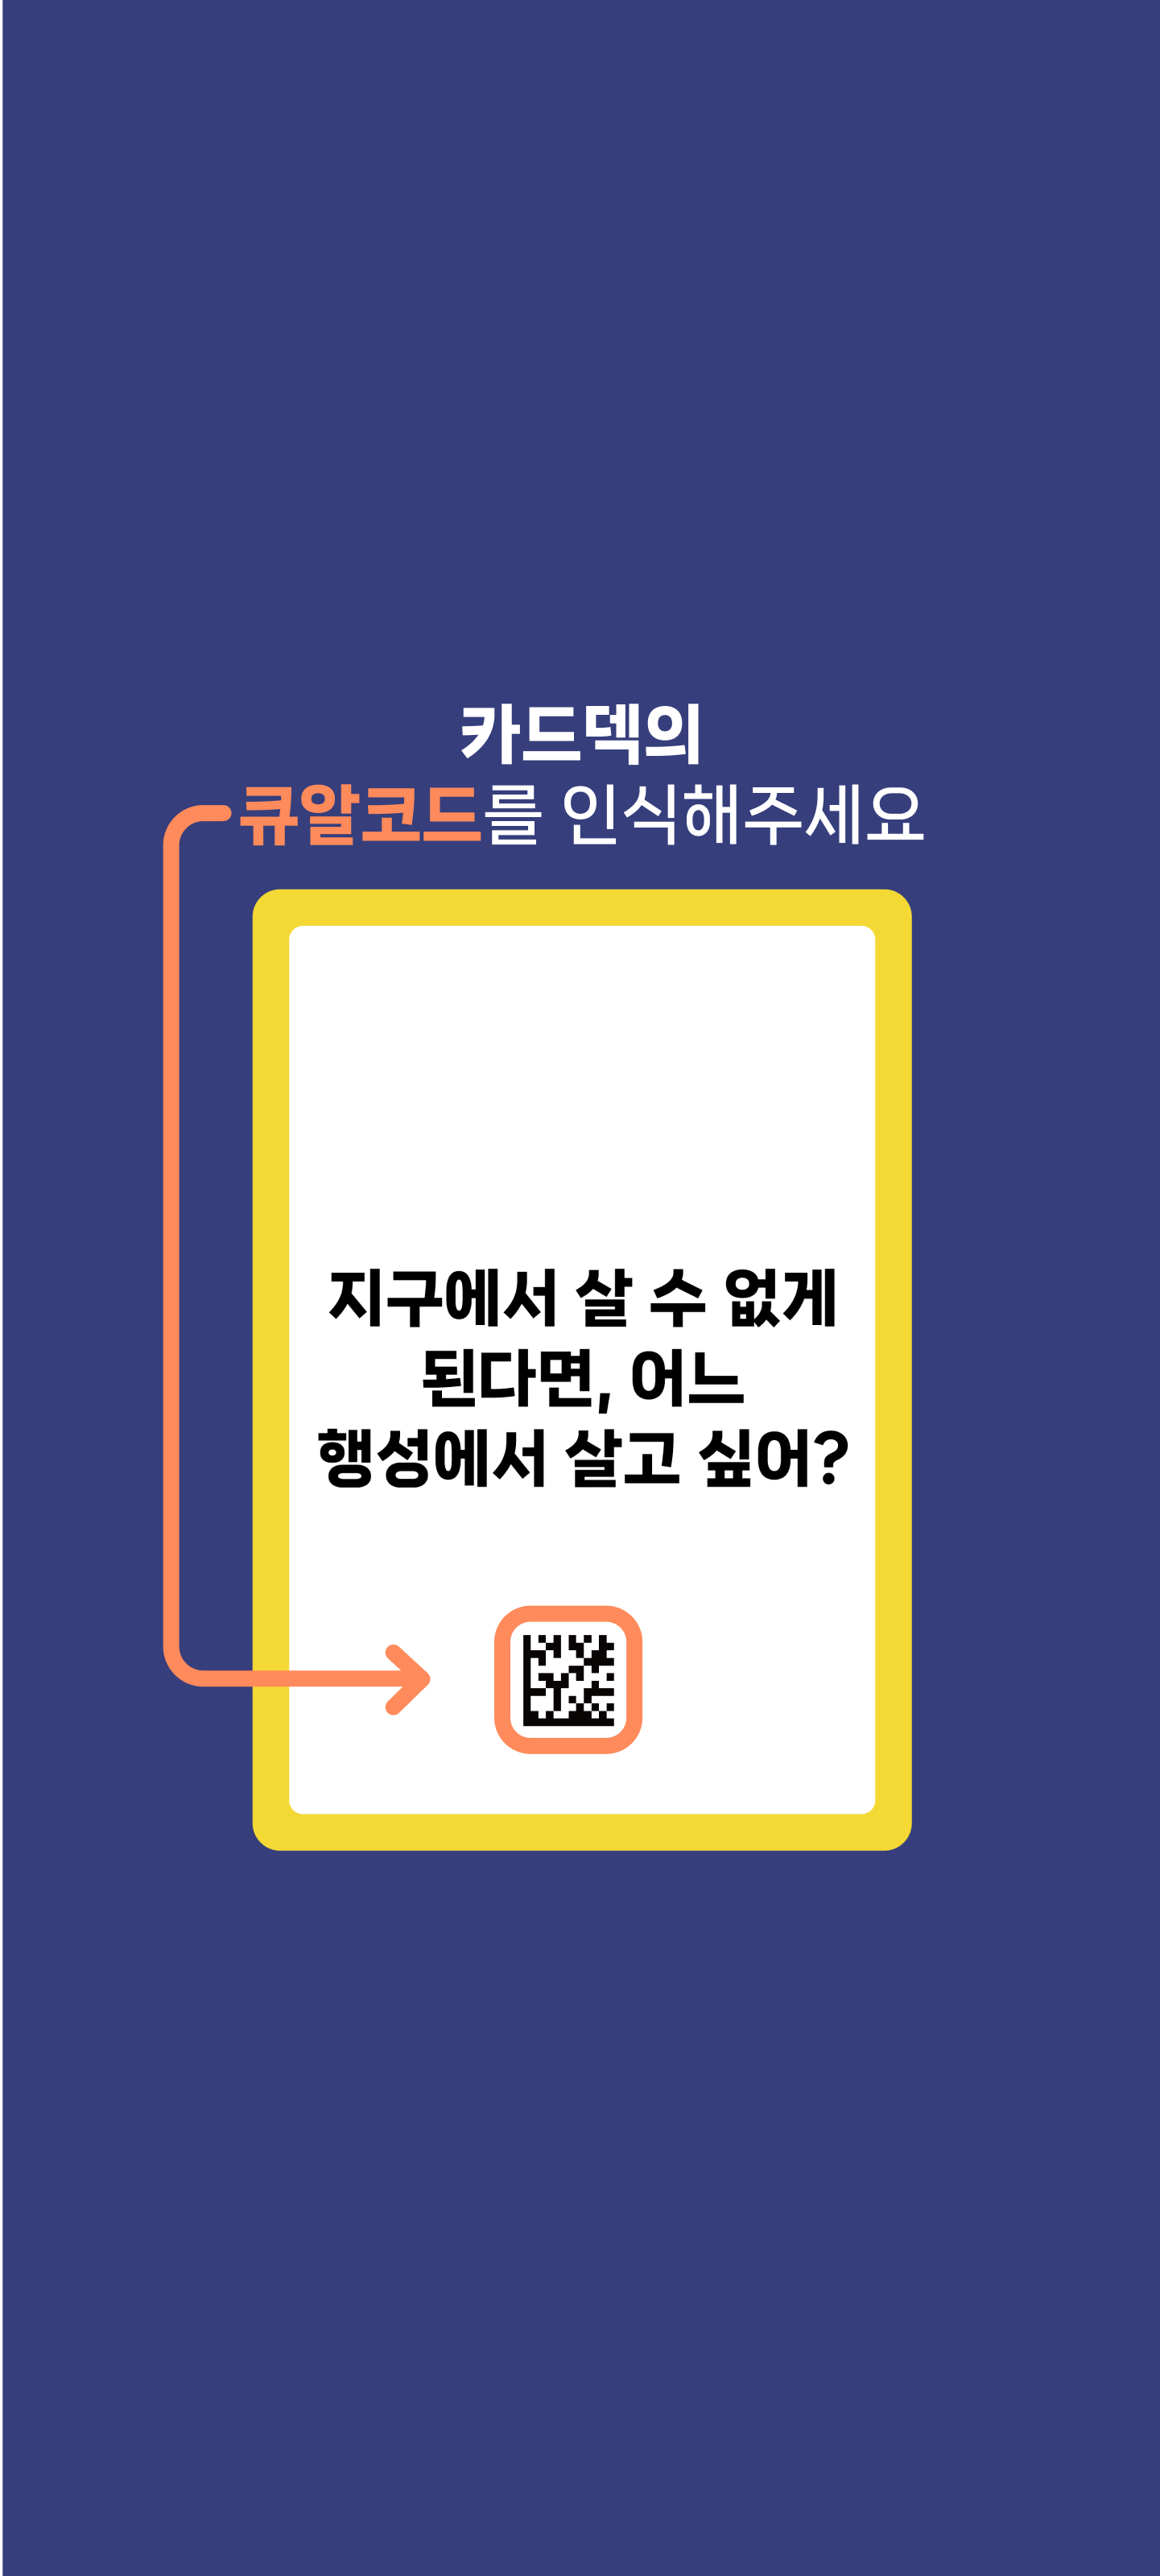 카드덱의
큐알코드를 인식해주세요
지구에서 살 수 없게
된다면, 어느
행성에서 살고 싶어?